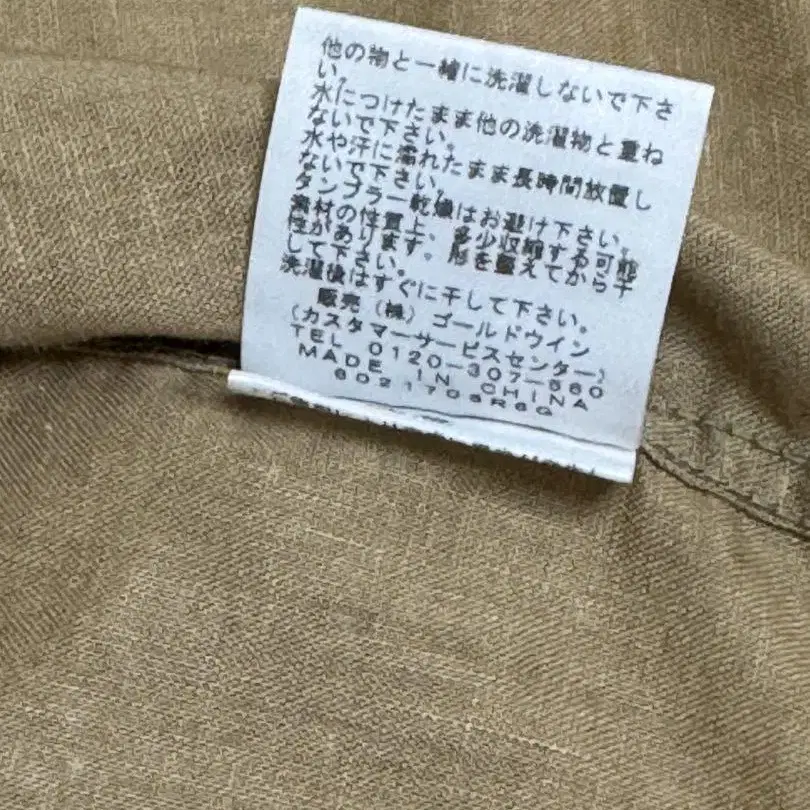 他の物と一緒に洗濯しないで下さ
い。
水につけたまま他の洗濯物と重ね
ないで下さい。
水や汗に濡れたまま長時間放置し
ないで下さい。
タンブラー乾燥はお避け下さい。
素材の性質上、多少収縮する可能
性があります。形を整えてから干
して下さい。
洗濯後はすぐに干して下さい。
販売（株）ゴールドウイン
（カスタマーサービスセンター）
TEL 0120-307-560
MADE IN CHINA